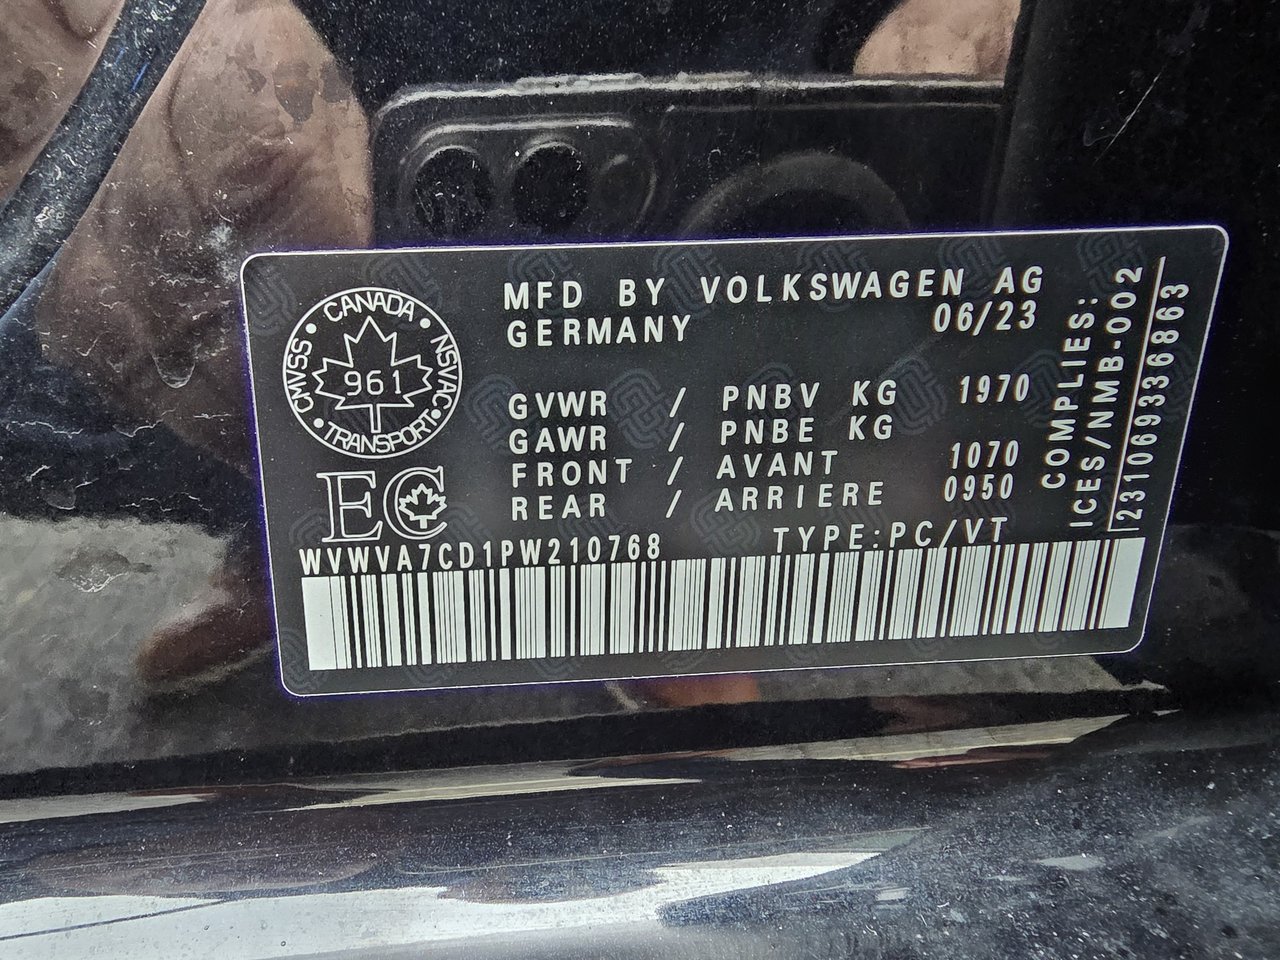 MFD BY VOLKSWAGEN AG
GERMANY 06/23
CANADA
NSVAC
TRANSPORT
CMVSS
961
EC
GVWR / PNBV KG 1970
GAWR / PNBE KG
FRONT / AVANT 1070
REAR / ARRIERE 0950
WVWVA7CD1PW210768 TYPE:PC/VT
COMPLIES:
ICES/NMB-002
231069336863